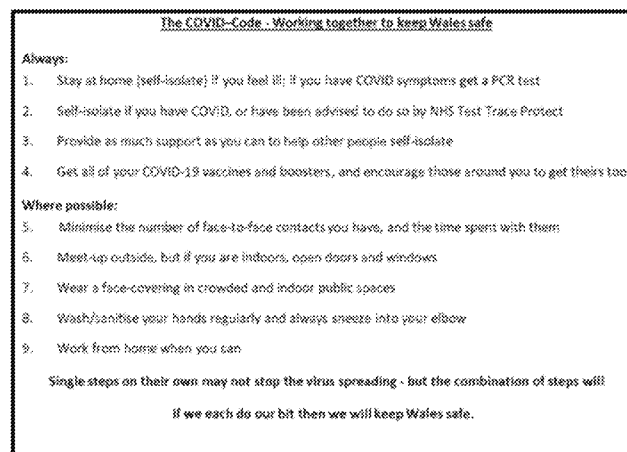 The COVID–Code - Working together to keep Wales safe
Always:
1. Stay at home (self-isolate) if you feel ill; if you have COVID symptoms get a PCR test
2. Self-isolate if you have COVID, or have been advised to do so by NHS Test Trace Protect
3. Provide as much support as you can to help other people self-isolate
4. Get all of your COVID-19 vaccines and boosters, and encourage those around you to get theirs too
Where possible:
5. Minimise the number of face-to-face contacts you have, and the time spent with them
6. Meet-up outside, but if you are indoors, open doors and windows
7. Wear a face-covering in crowded and indoor public spaces
8. Wash/sanitise your hands regularly and always sneeze into your elbow
9. Work from home when you can
Single steps on their own may not stop the virus spreading - but the combination of steps will
If we each do our bit then we will keep Wales safe.